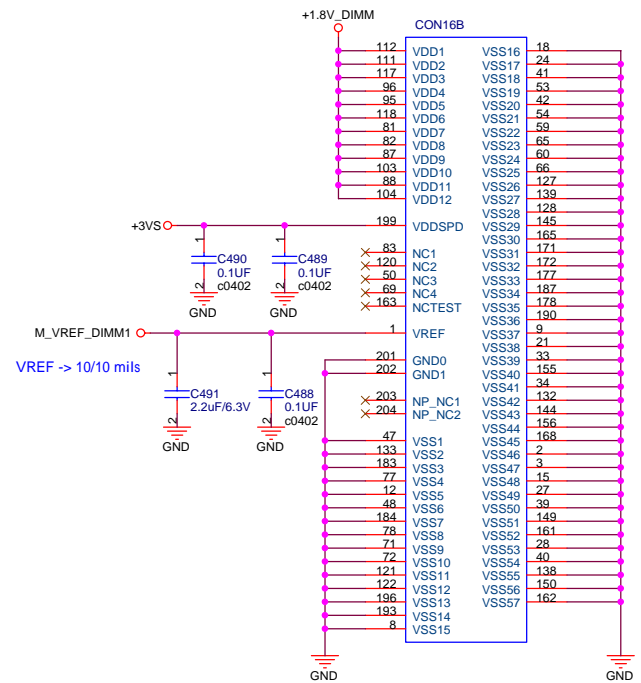 +1.8V_DIMM
CON16B
112 VDD1 VSS16 18
111 VDD2 VSS17 24
117 VDD3 VSS18 41
96 VDD4 VSS19 53
95 VDD5 VSS20 42
118 VDD6 VSS21 54
81 VDD7 VSS22 59
82 VDD8 VSS23 65
87 VDD9 VSS24 60
103 VDD10 VSS25 66
88 VDD11 VSS26 127
104 VDD12 VSS27 139
VSS28 128
+3VS 199 VDDSPD VSS29 145
VSS30 165
83 NC1 VSS31 171
120 NC2 VSS32 172
50 NC3 VSS33 177
69 NC4 VSS34 187
163 NCTEST VSS35 178
VSS36 190
1 C490 2
0.1UF
c0402
GND
1 C489 2
0.1UF
c0402
GND
M_VREF_DIMM1 1 VREF VSS37 9
VSS38 21
201 GND0 VSS39 33
202 GND1 VSS40 155
VSS41 34
203 NP_NC1 VSS42 132
204 NP_NC2 VSS43 144
VSS44 156
VREF -> 10/10 mils
1 C491 2
2.2uF/6.3V
GND
1 C488 2
0.1UF
c0402
GND
47 VSS1 VSS45 168
133 VSS2 VSS46 2
183 VSS3 VSS47 3
77 VSS4 VSS48 15
12 VSS5 VSS49 27
48 VSS6 VSS50 39
184 VSS7 VSS51 149
78 VSS8 VSS52 161
71 VSS9 VSS53 28
72 VSS10 VSS54 40
121 VSS11 VSS55 138
122 VSS12 VSS56 150
196 VSS13 VSS57 162
193 VSS14
8 VSS15
GND
GND